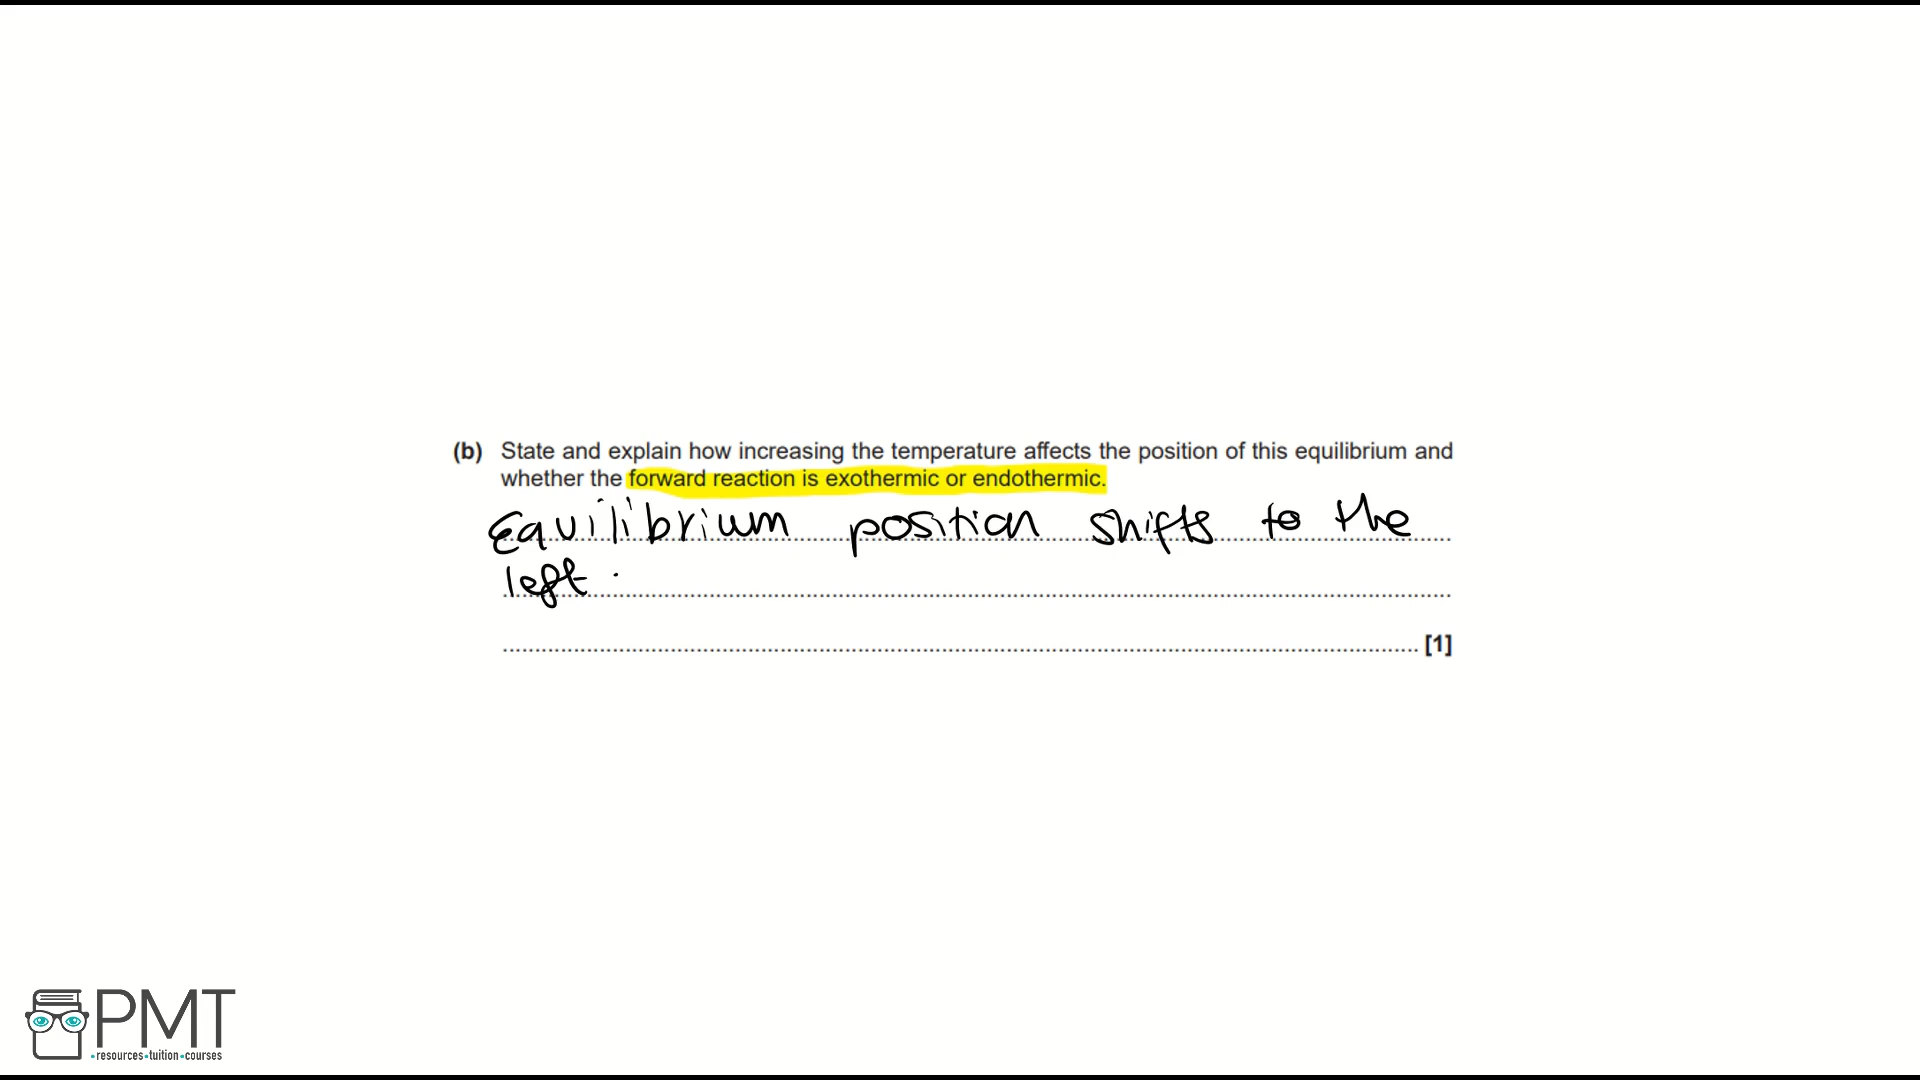 (b) State and explain how increasing the temperature affects the position of this equilibrium and
whether the forward reaction is exothermic or endothermic.
Equilibrium position shifts to the
left.
[1]
PMT
•resources•tuition•courses